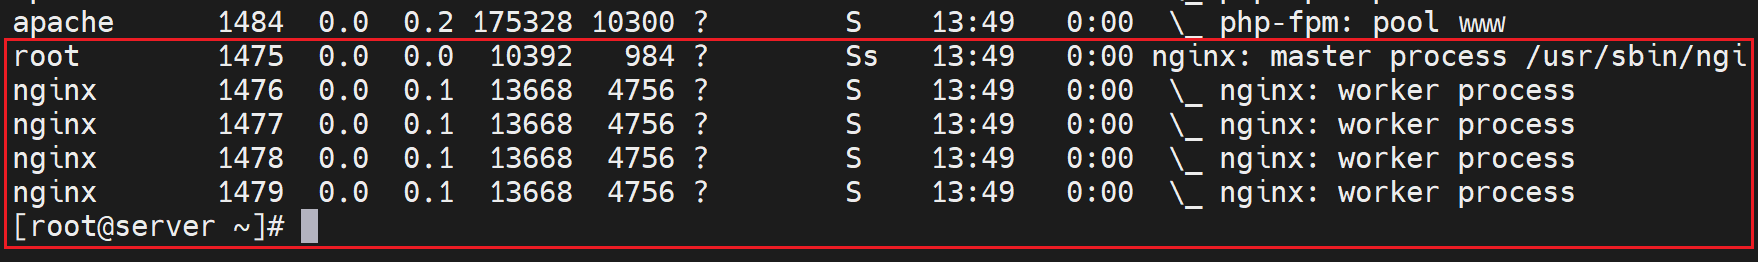 apache 1484 0.0 0.2 175328 10300 ? S 13:49 0:00 \_ php-fpm: pool www
root 1475 0.0 0.0 10392 984 ? Ss 13:49 0:00 nginx: master process /usr/sbin/ngi
nginx 1476 0.0 0.1 13668 4756 ? S 13:49 0:00 \_ nginx: worker process
nginx 1477 0.0 0.1 13668 4756 ? S 13:49 0:00 \_ nginx: worker process
nginx 1478 0.0 0.1 13668 4756 ? S 13:49 0:00 \_ nginx: worker process
nginx 1479 0.0 0.1 13668 4756 ? S 13:49 0:00 \_ nginx: worker process
[root@server ~]#